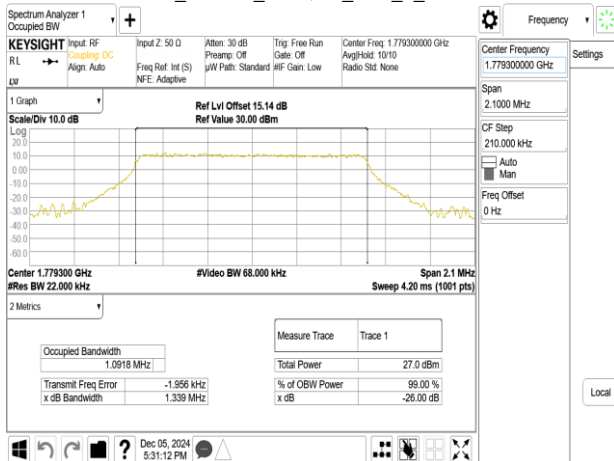 Spectrum Analyzer 1
Occupied BW
Frequency
KEYSIGHT
RL
Input: RF
Coupling: DC
Align: Auto
Input Z: 50 Ω
Freq Ref: Int (S)
NFE: Adaptive
Atten: 30 dB
Preamp: Off
µW Path: Standard
Trig: Free Run
Gate: Off
#IF Gain: Low
Center Freq: 1.779300000 GHz
Avg|Hold: 10/10
Radio Std: None
Center Frequency
1.779300000 GHz
Settings
Span
2.1000 MHz
CF Step
210.000 kHz
Auto
Man
Freq Offset
0 Hz
Local
1 Graph
Scale/Div 10.0 dB
Ref Lvl Offset 15.14 dB
Ref Value 30.00 dBm
Log
20.0
10.0
0.00
-10.0
-20.0
-30.0
-40.0
-50.0
-60.0
Center 1.779300 GHz
#Video BW 68.000 kHz
Span 2.1 MHz
#Res BW 22.000 kHz
Sweep 4.20 ms (1001 pts)
2 Metrics
Measure Trace Trace 1
Occupied Bandwidth
1.0918 MHz
Total Power 27.0 dBm
Transmit Freq Error -1.956 kHz
% of OBW Power 99.00 %
x dB Bandwidth 1.339 MHz
x dB -26.00 dB
Dec 05, 2024
5:31:12 PM